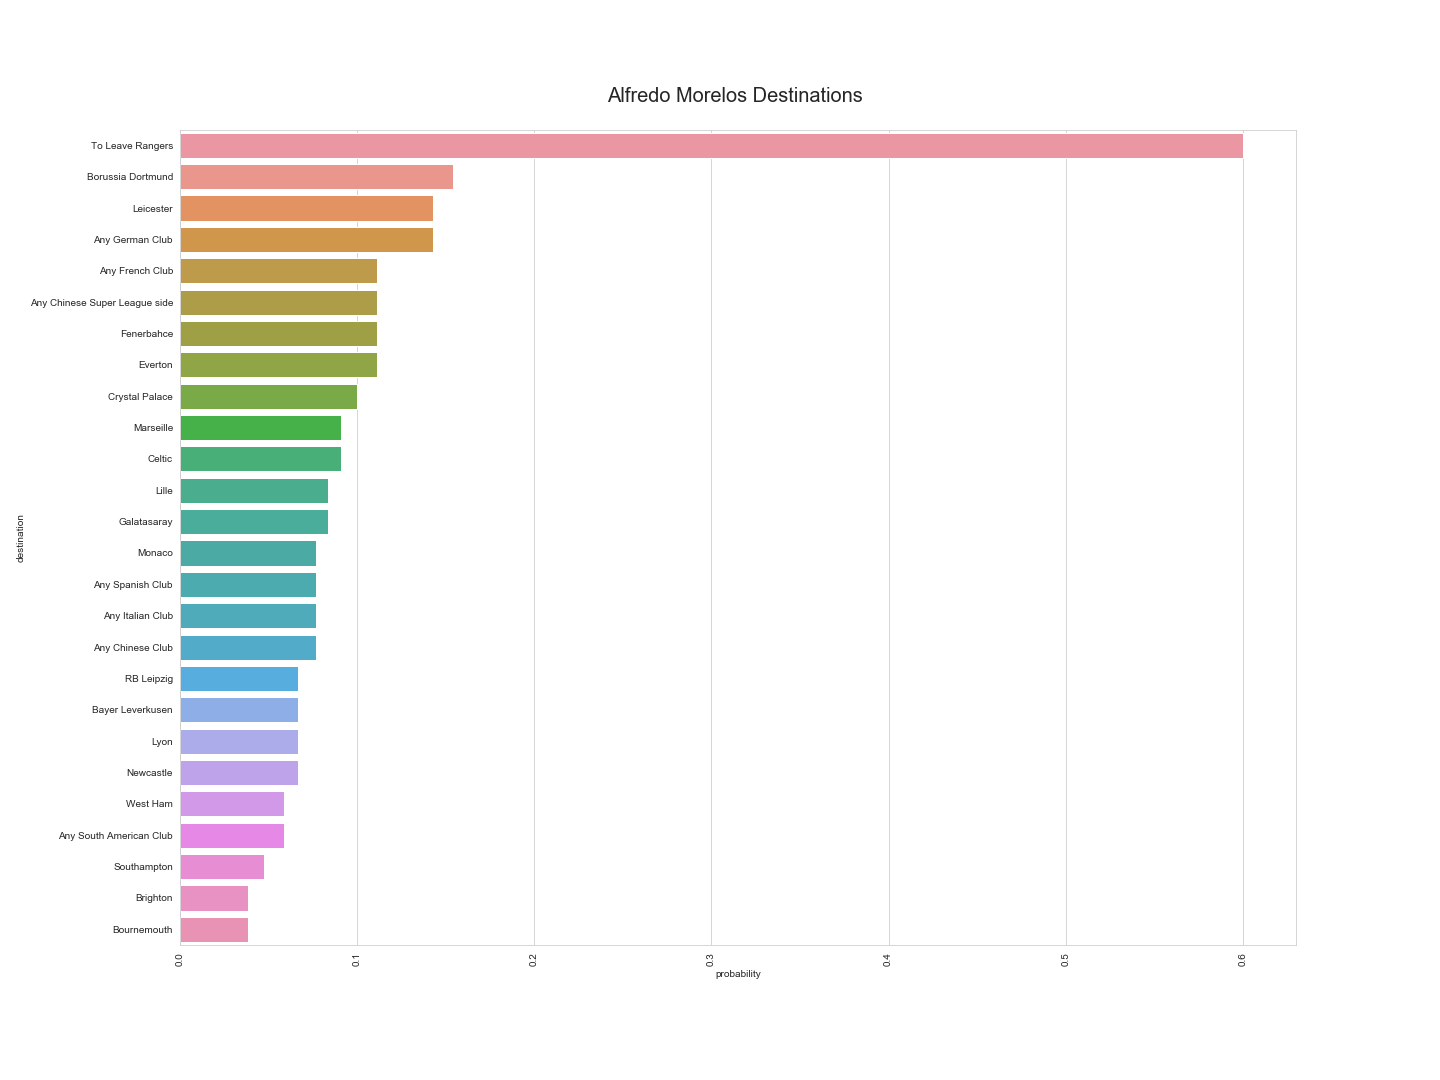 Alfredo Morelos Destinations
To Leave Rangers
Borussia Dortmund
Leicester
Any German Club
Any French Club
Any Chinese Super League side
Fenerbahce
Everton
Crystal Palace
Marseille
Celtic
Lille
Galatasaray
Monaco
Any Spanish Club
Any Italian Club
Any Chinese Club
RB Leipzig
Bayer Leverkusen
Lyon
Newcastle
West Ham
Any South American Club
Southampton
Brighton
Bournemouth
destination
0.0 0.1 0.2 0.3 0.4 0.5 0.6
probability